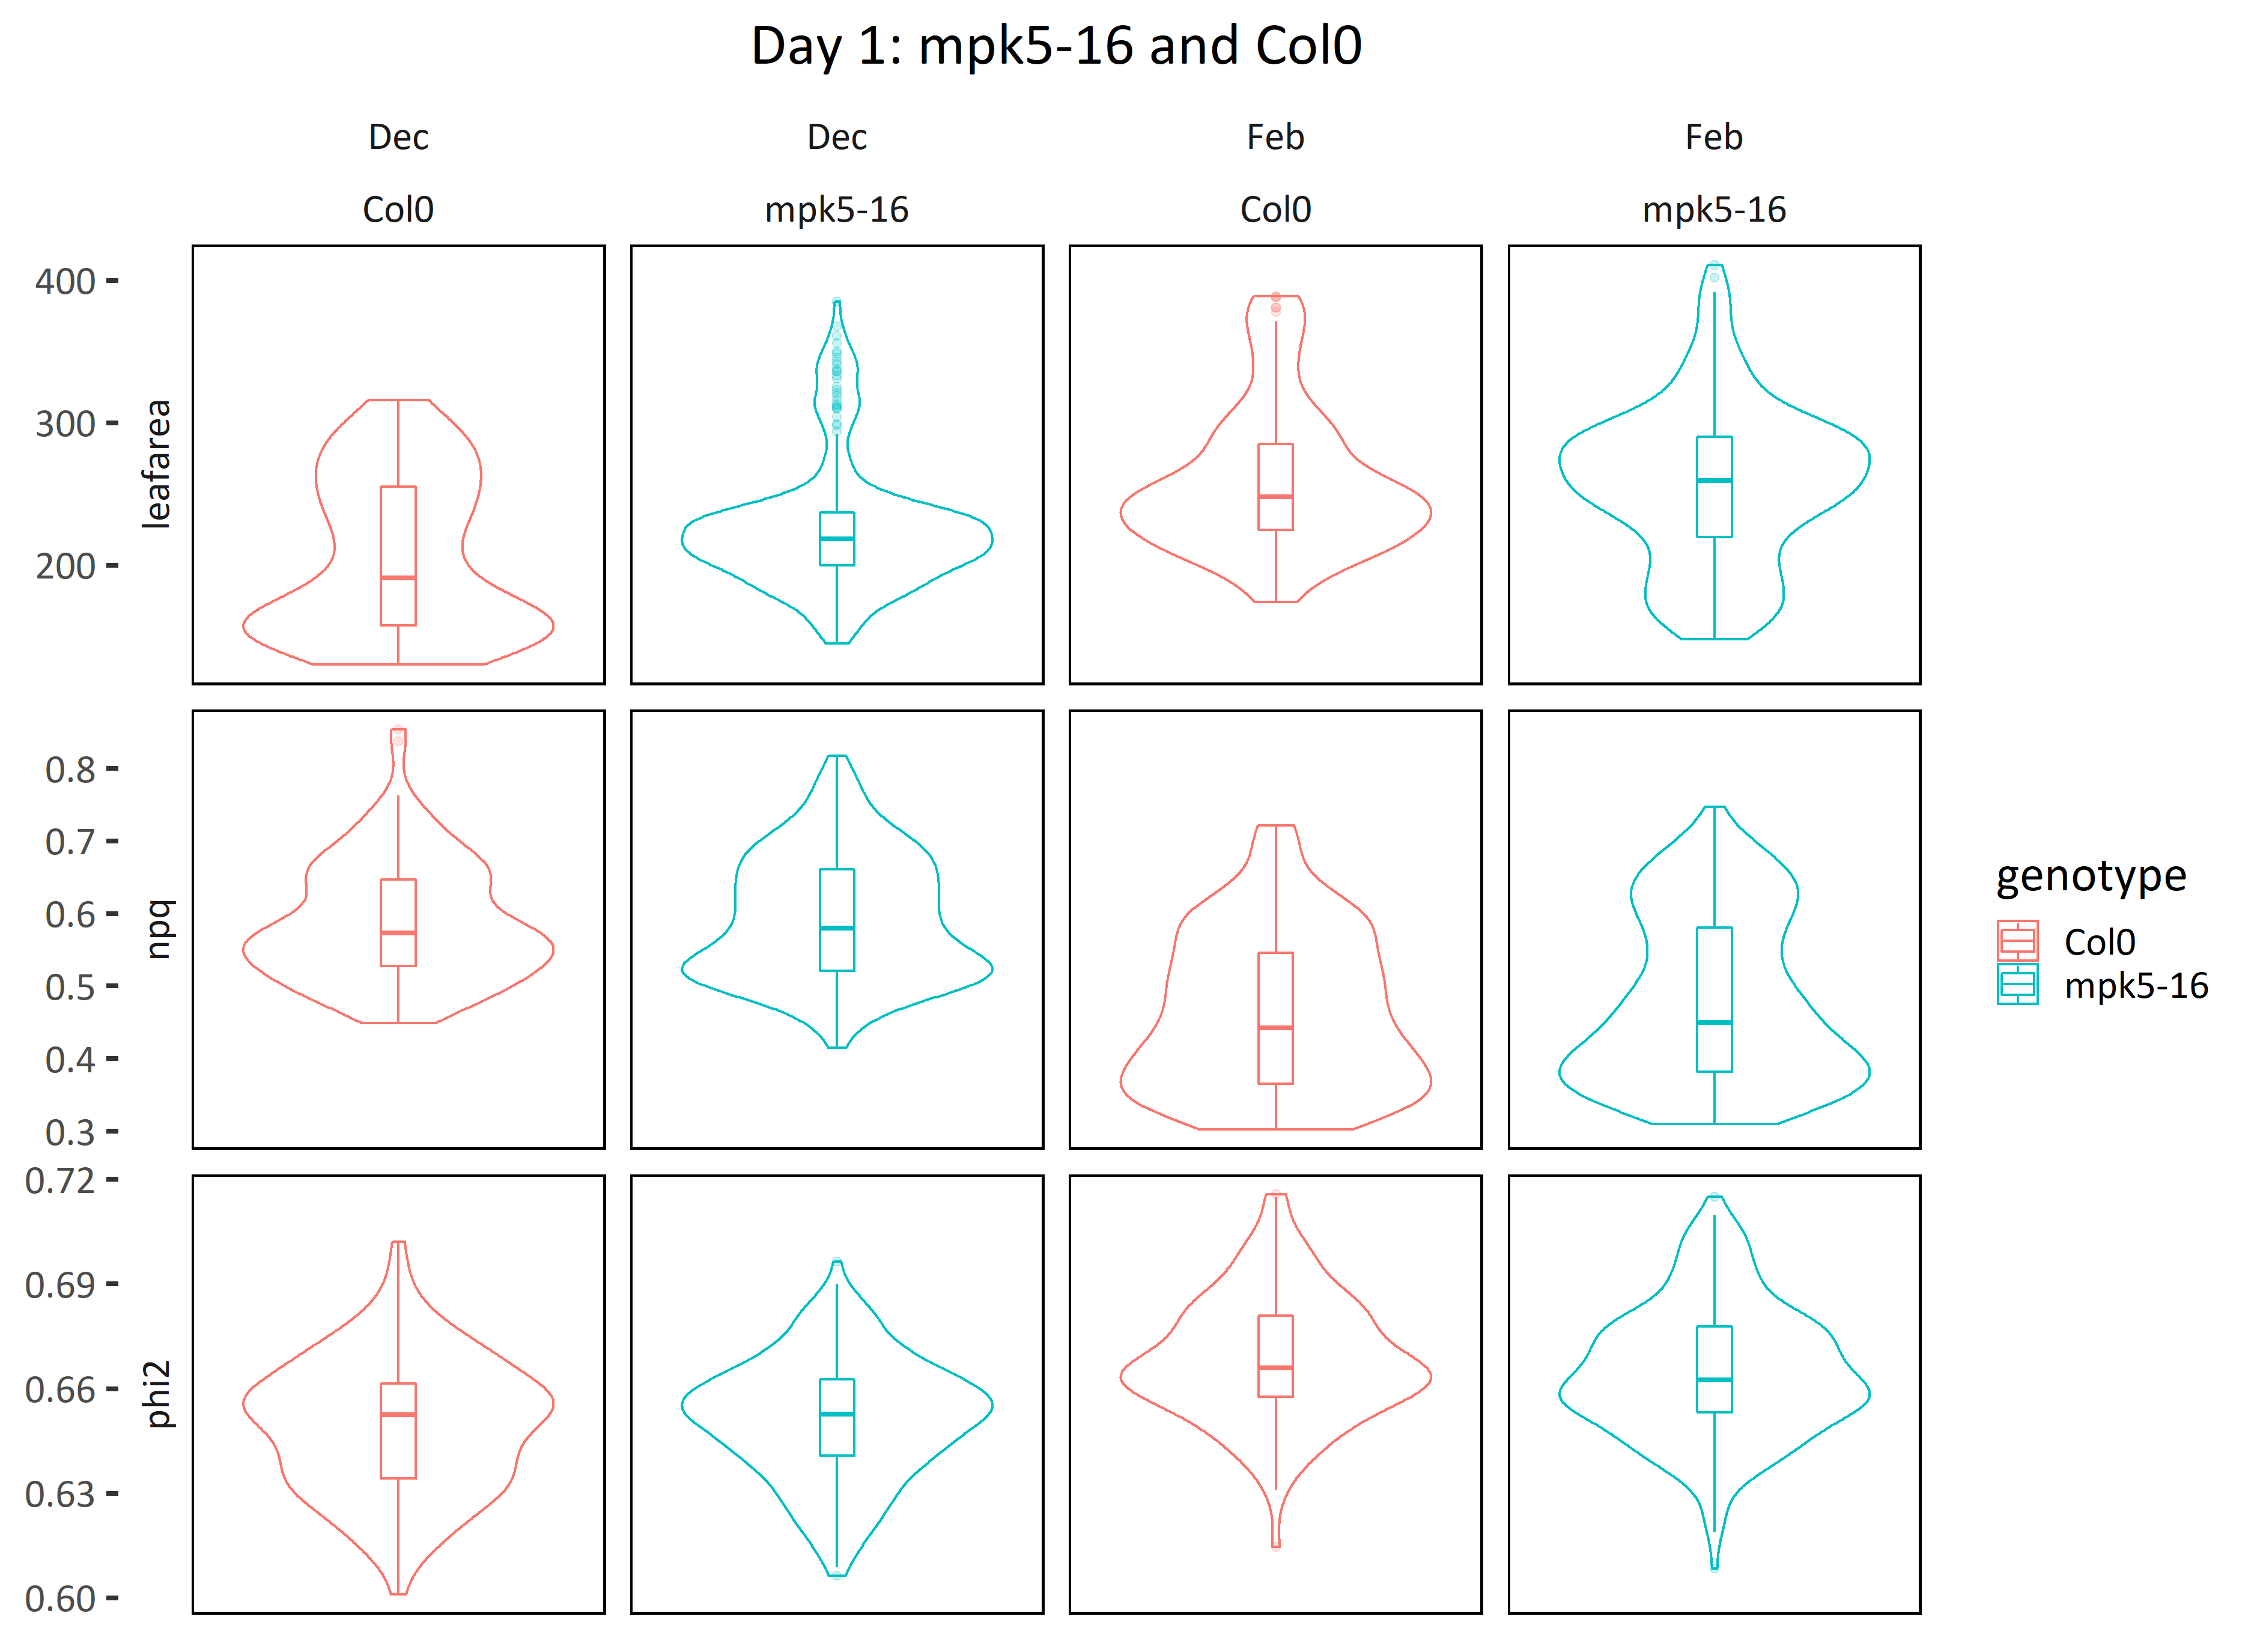 Day 1: mpk5-16 and Col0
Dec Dec Feb Feb
Col0 mpk5-16 Col0 mpk5-16
leafarea
400
300
200
npq
0.8
0.7
0.6
0.5
0.4
0.3
phi2
0.72
0.69
0.66
0.63
0.60
genotype
Col0
mpk5-16